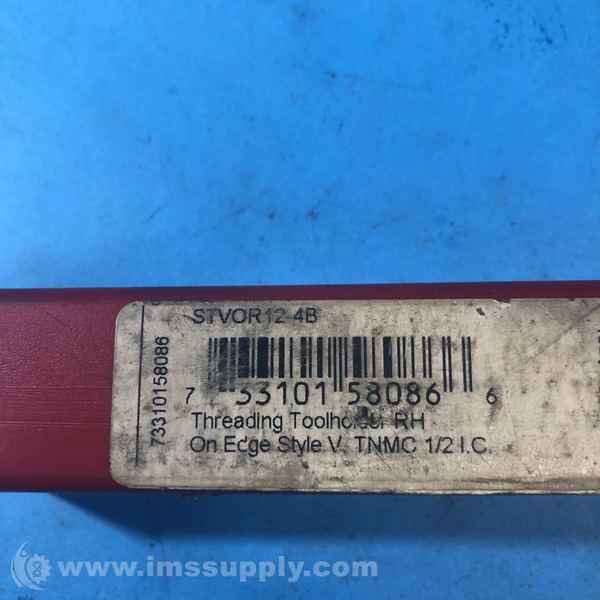 STVOR12 4B
73310158086
7 33101 58086 6
Threading Toolholder RH
On Edge Style V, TNMC 1/2 I.C.
www.imssupply.com